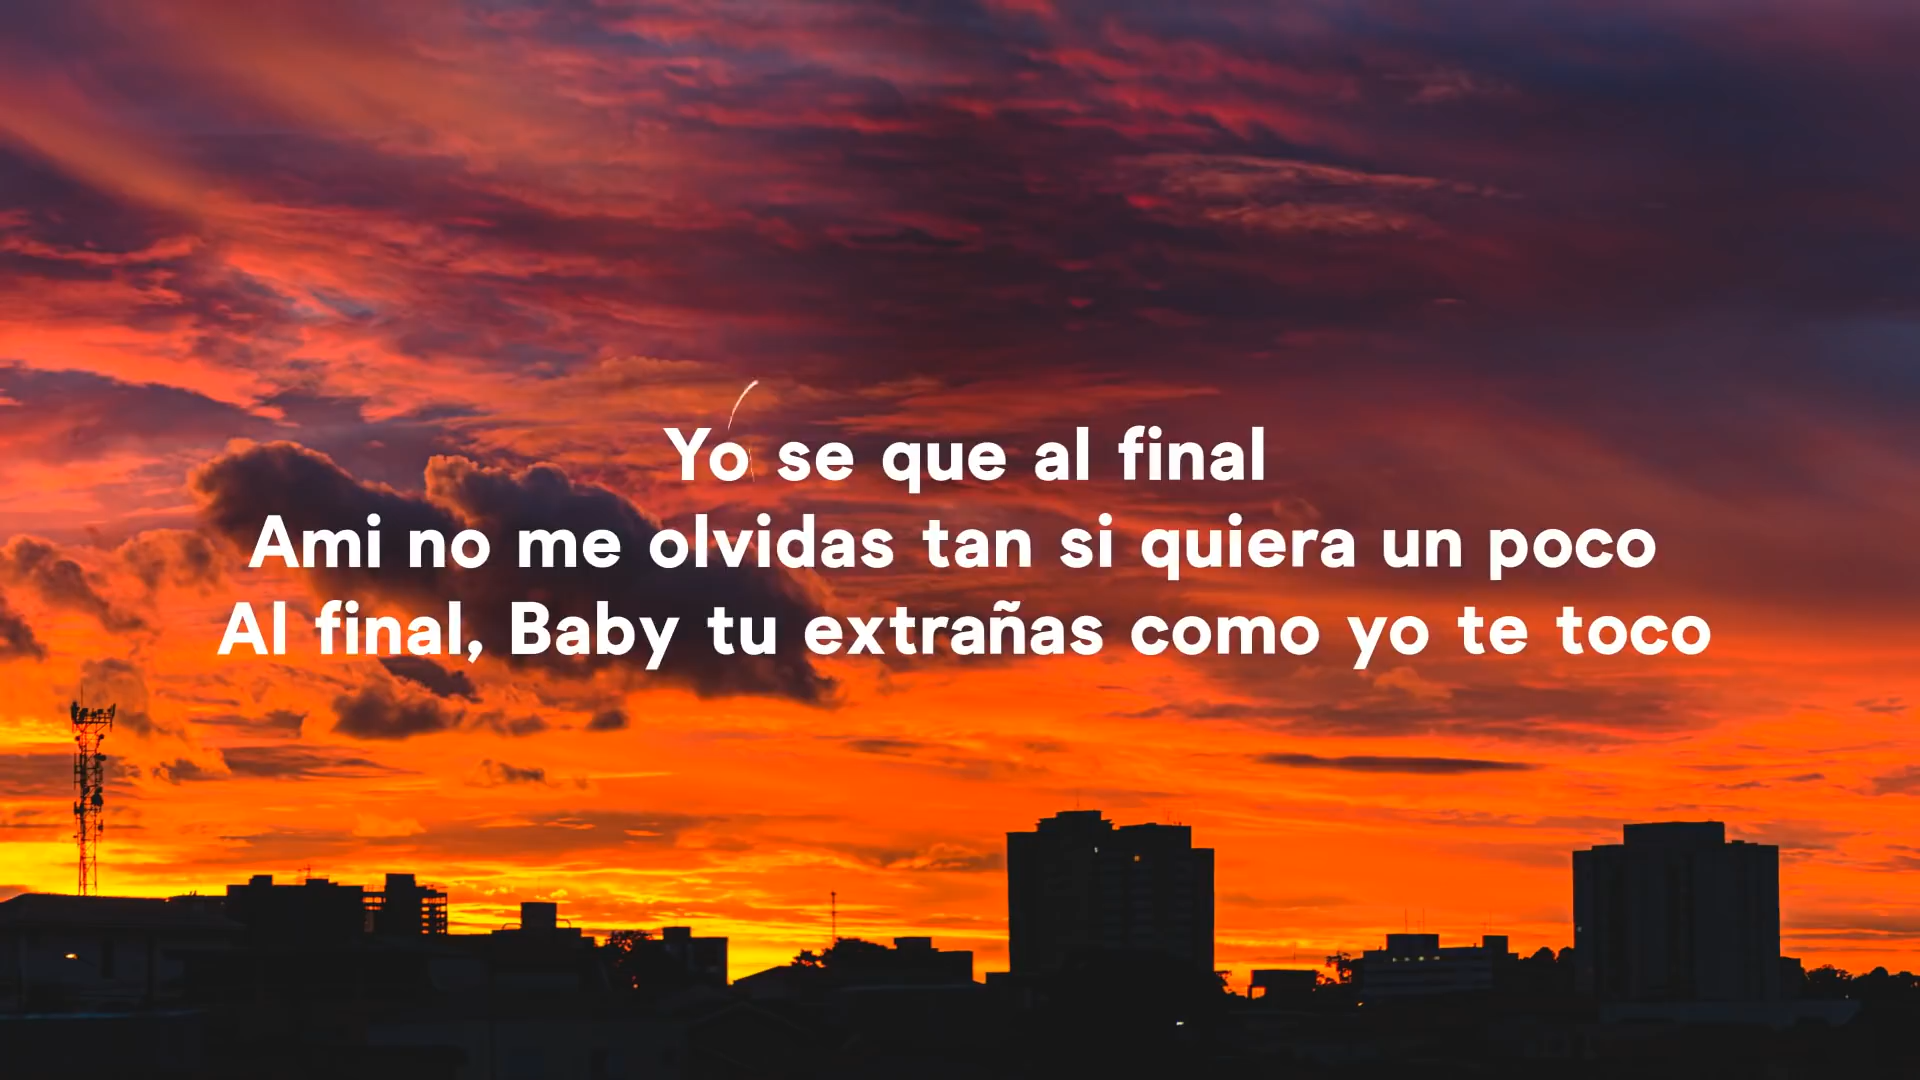 Yo se que al final
Ami no me olvidas tan si quiera un poco
Al final, Baby tu extrañas como yo te toco